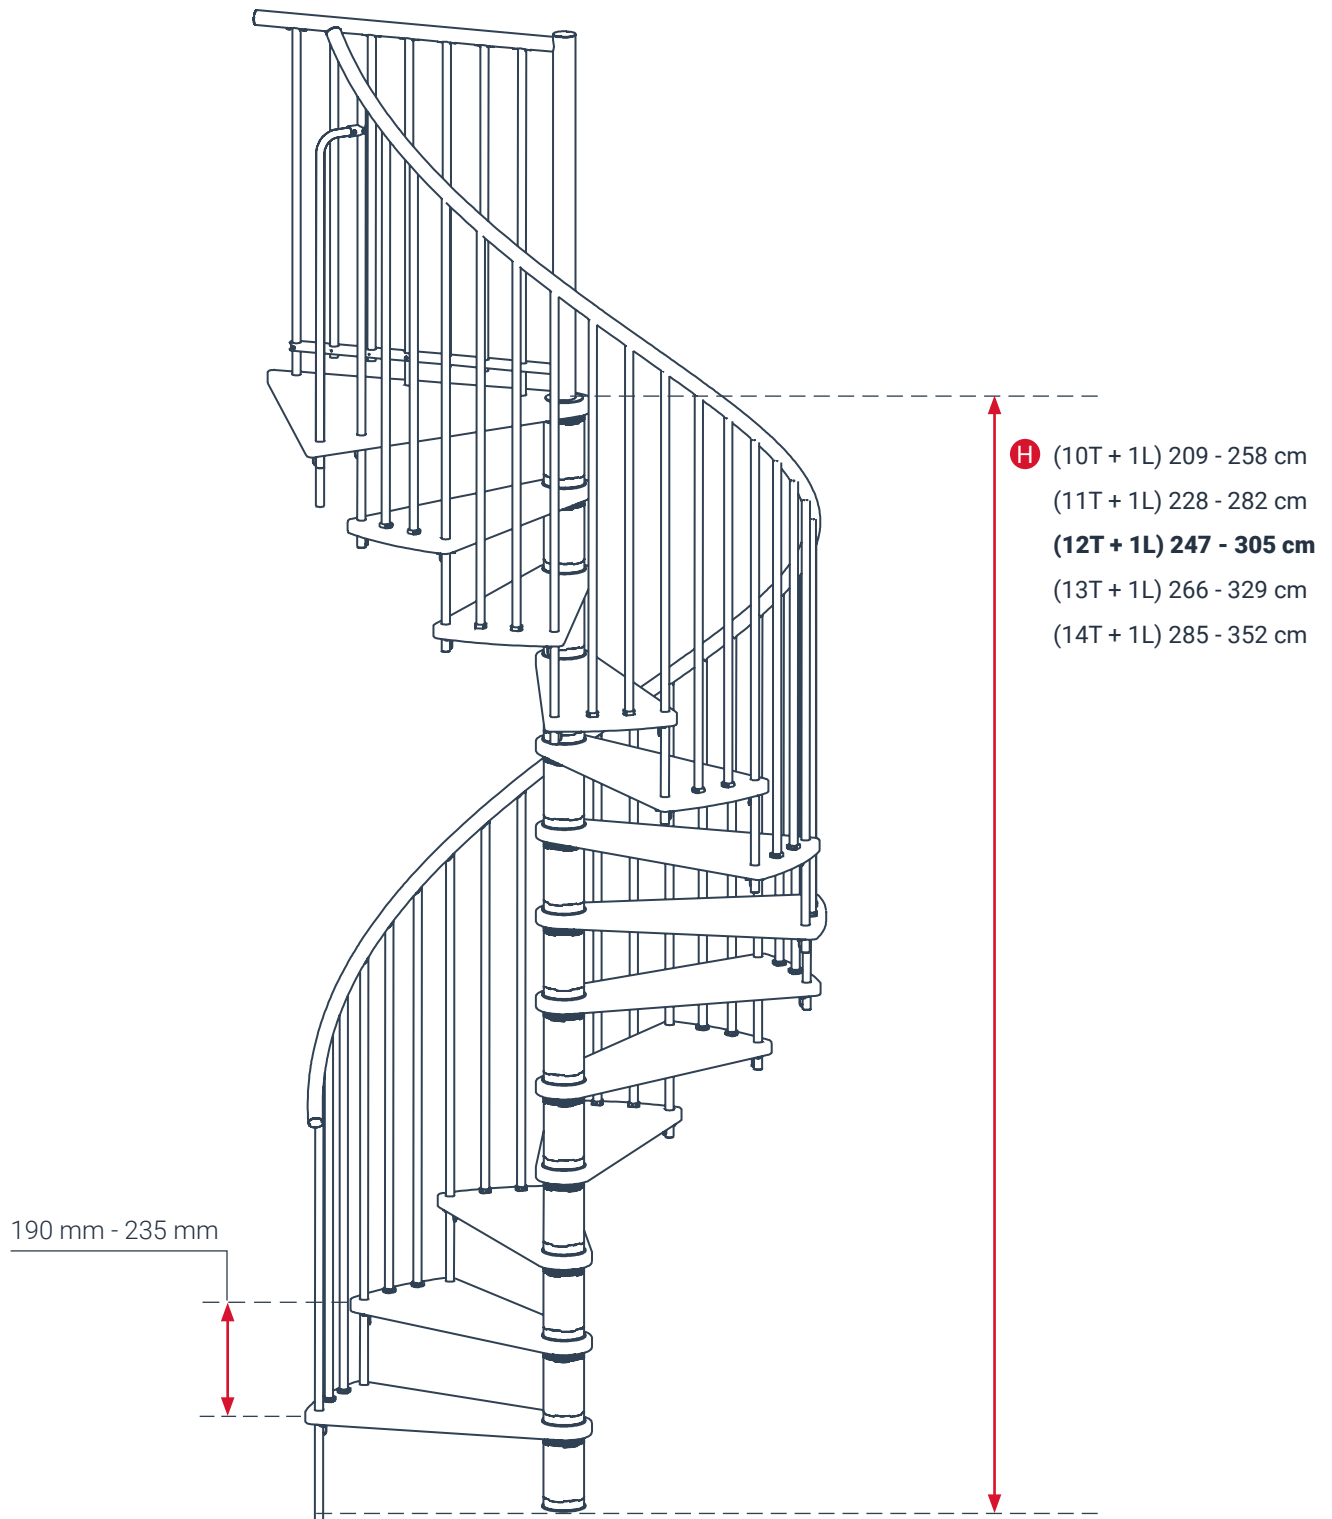 H (10T + 1L) 209 - 258 cm
(11T + 1L) 228 - 282 cm
(12T + 1L) 247 - 305 cm
(13T + 1L) 266 - 329 cm
(14T + 1L) 285 - 352 cm
190 mm - 235 mm